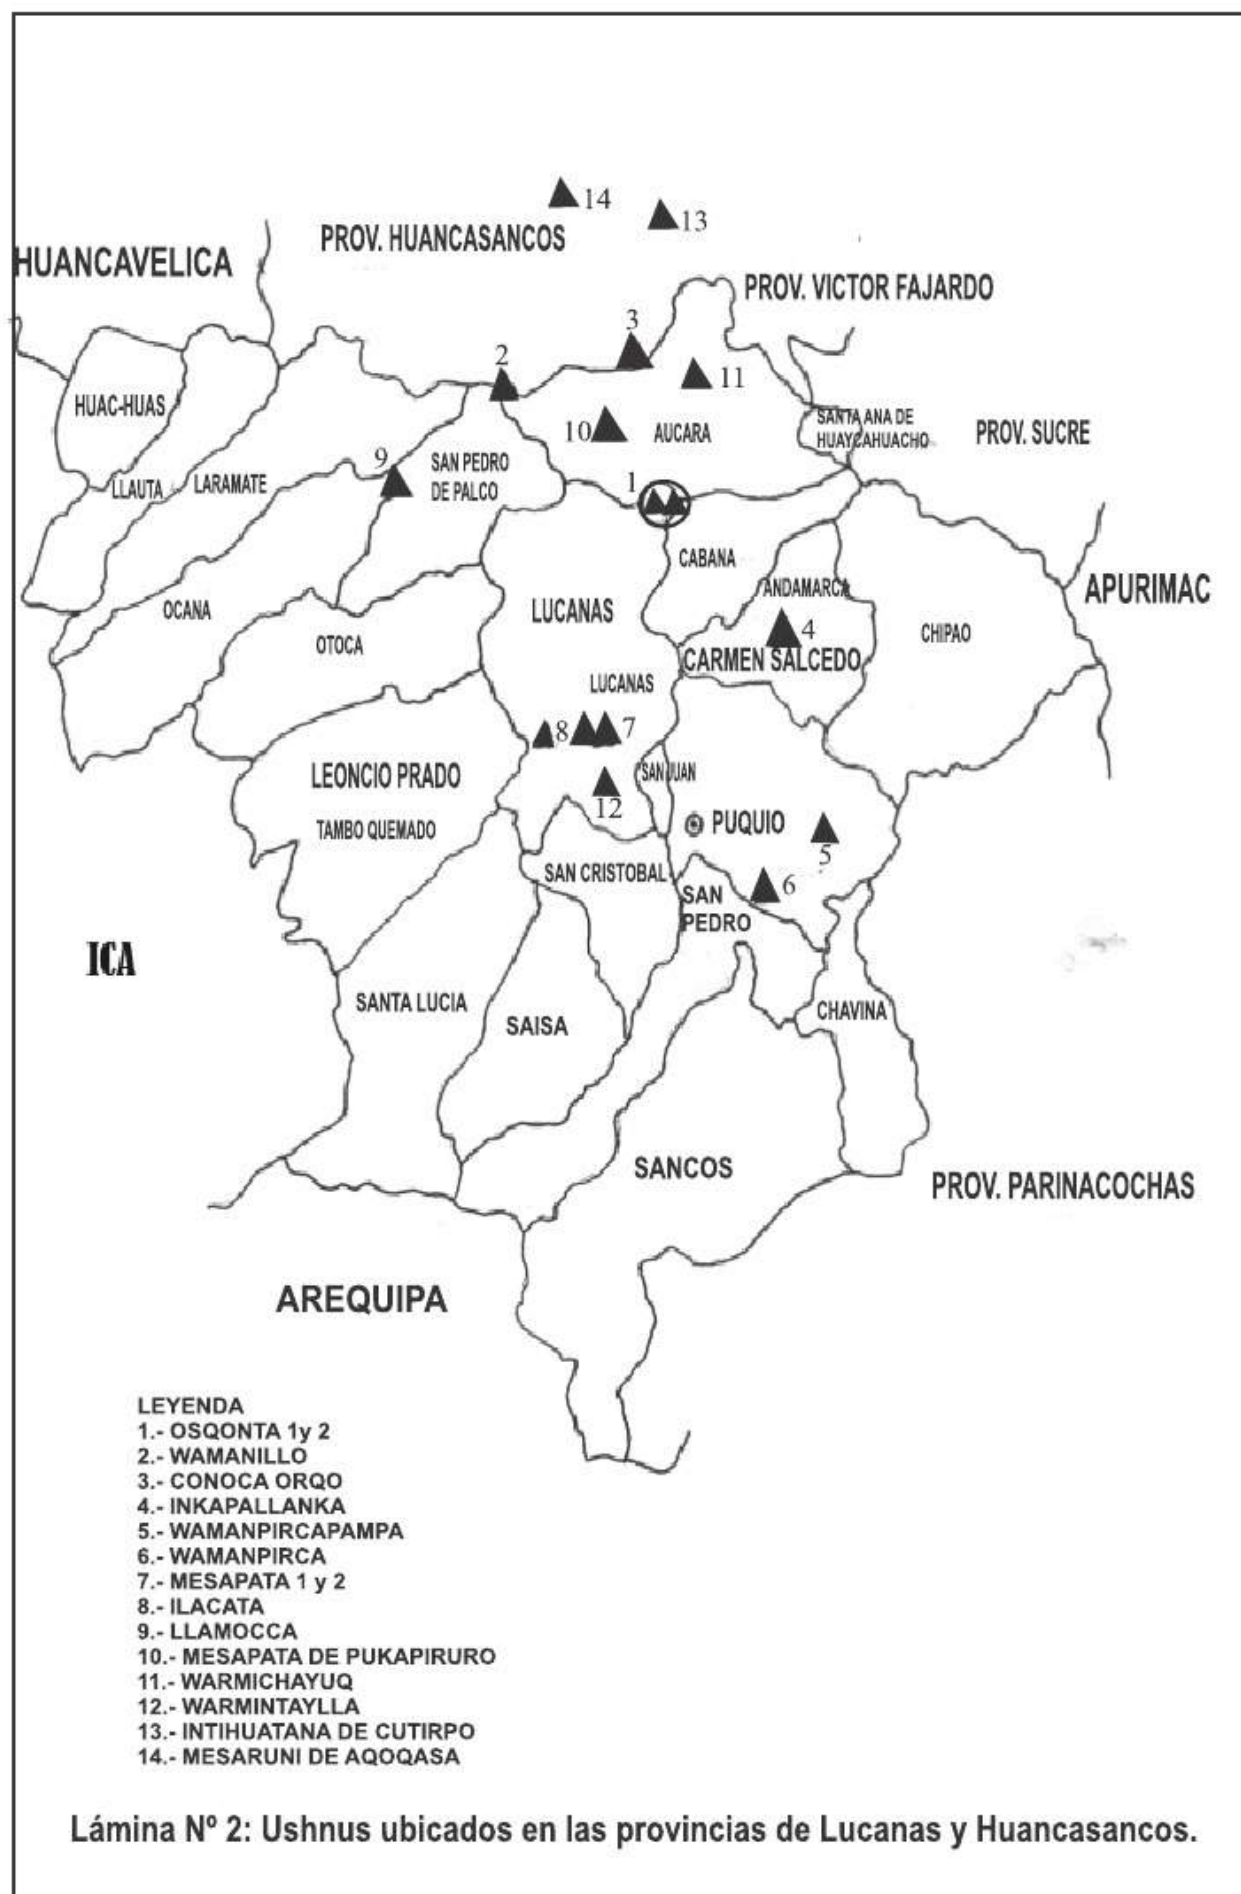 14
13
PROV. HUANCASANCOS
HUANCAVELICA
PROV. VICTOR FAJARDO
3
2
11
HUAC-HUAS
10
AUCARA
SANTA ANA DE
HUAYCAHUACHO
PROV. SUCRE
9
SAN PEDRO
DE PALCO
LLAUTA
LARAMATE
1
CABANA
ANDAMARCA
APURIMAC
OCANA
LUCANAS
4
CHIPAO
OTOCA
CARMEN SALCEDO
LUCANAS
8
7
LEONCIO PRADO
SAN JUAN
12
TAMBO QUEMADO
PUQUIO
5
SAN CRISTOBAL
6
SAN
PEDRO
ICA
SANTA LUCIA
SAISA
CHAVINA
SANCOS
PROV. PARINACOCHAS
AREQUIPA
LEYENDA
1.- OSQONTA 1y 2
2.- WAMANILLO
3.- CONOCA ORQO
4.- INKAPALLANKA
5.- WAMANPIRCAPAMPA
6.- WAMANPIRCA
7.- MESAPATA 1 y 2
8.- ILACATA
9.- LLAMOCCA
10.- MESAPATA DE PUKAPIRURO
11.- WARMICHAYUQ
12.- WARMINTAYLLA
13.- INTIHUATANA DE CUTIRPO
14.- MESARUNI DE AQOQASA
Lámina Nº 2: Ushnus ubicados en las provincias de Lucanas y Huancasancos.